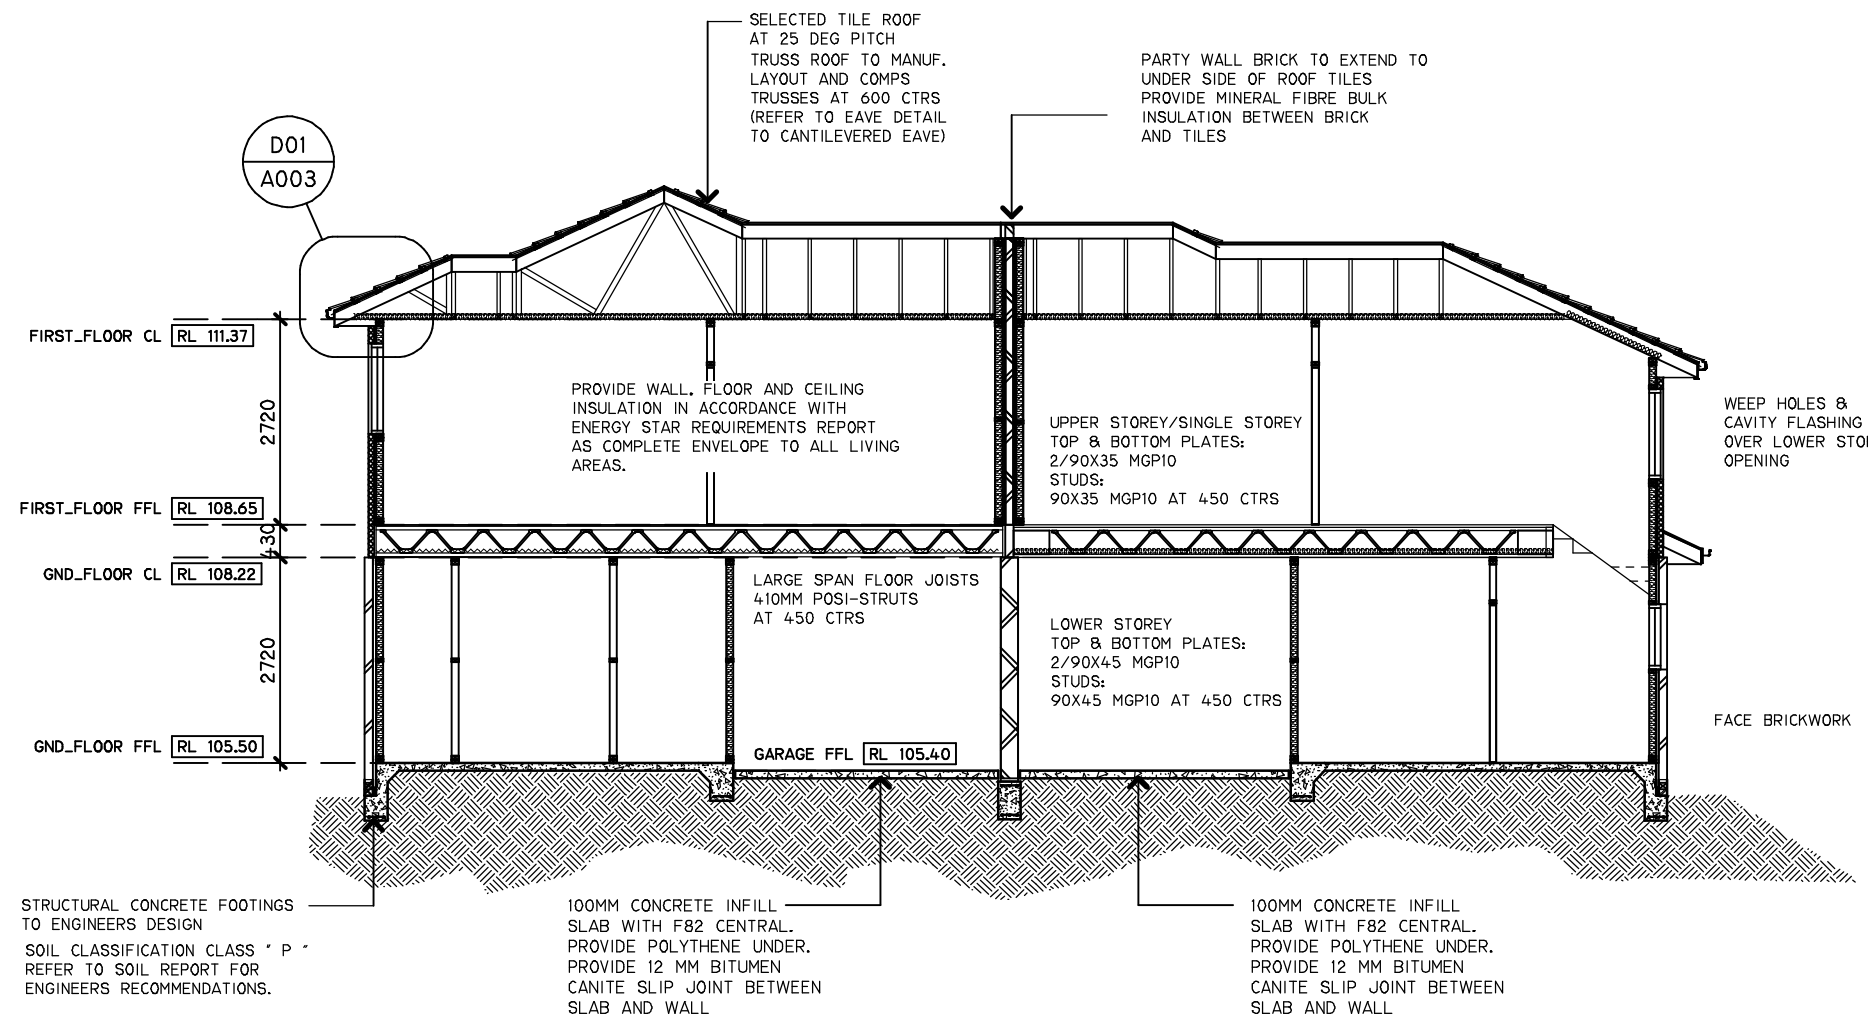 SELECTED TILE ROOF
AT 25 DEG PITCH
TRUSS ROOF TO MANUF.
LAYOUT AND COMPS
TRUSSES AT 600 CTRS
(REFER TO EAVE DETAIL
TO CANTILEVERED EAVE)
PARTY WALL BRICK TO EXTEND TO
UNDER SIDE OF ROOF TILES
PROVIDE MINERAL FIBRE BULK
INSULATION BETWEEN BRICK
AND TILES
D01
A003
FIRST_FLOOR CL RL 111.37
2720
PROVIDE WALL, FLOOR AND CEILING
INSULATION IN ACCORDANCE WITH
ENERGY STAR REQUIREMENTS REPORT
AS COMPLETE ENVELOPE TO ALL LIVING
AREAS.
UPPER STOREY/SINGLE STOREY
TOP & BOTTOM PLATES:
2/90X35 MGP10
STUDS:
90X35 MGP10 AT 450 CTRS
WEEP HOLES &
CAVITY FLASHING
OVER LOWER STO
OPENING
FIRST_FLOOR FFL RL 108.65
430
GND_FLOOR CL RL 108.22
2720
LARGE SPAN FLOOR JOISTS
410MM POSI-STRUTS
AT 450 CTRS
LOWER STOREY
TOP & BOTTOM PLATES:
2/90X45 MGP10
STUDS:
90X45 MGP10 AT 450 CTRS
FACE BRICKWORK
GND_FLOOR FFL RL 105.50
GARAGE FFL RL 105.40
STRUCTURAL CONCRETE FOOTINGS
TO ENGINEERS DESIGN
SOIL CLASSIFICATION CLASS " P "
REFER TO SOIL REPORT FOR
ENGINEERS RECOMMENDATIONS.
100MM CONCRETE INFILL
SLAB WITH F82 CENTRAL.
PROVIDE POLYTHENE UNDER.
PROVIDE 12 MM BITUMEN
CANITE SLIP JOINT BETWEEN
SLAB AND WALL
100MM CONCRETE INFILL
SLAB WITH F82 CENTRAL.
PROVIDE POLYTHENE UNDER.
PROVIDE 12 MM BITUMEN
CANITE SLIP JOINT BETWEEN
SLAB AND WALL